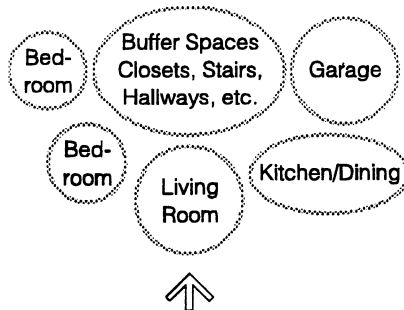 Bed-
room
Buffer Spaces
Closets, Stairs,
Hallways, etc.
Garage
Bed-
room
Living
Room
Kitchen/Dining